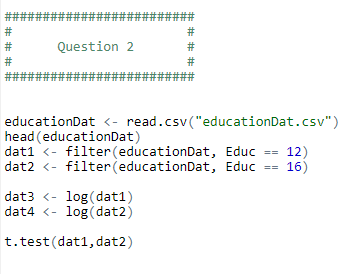 #########################
#                       #
#      Question 2       #
#                       #
#########################
educationDat <- read.csv("educationDat.csv")
head(educationDat)
dat1 <- filter(educationDat, Educ == 12)
dat2 <- filter(educationDat, Educ == 16)
dat3 <- log(dat1)
dat4 <- log(dat2)
t.test(dat1,dat2)